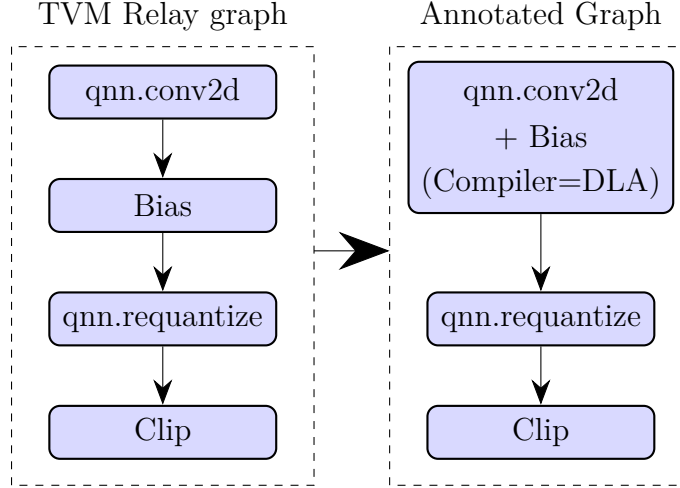 TVM Relay graph
qnn.conv2d
Bias
qnn.requantize
Clip
Annotated Graph
qnn.conv2d
+ Bias
(Compiler=DLA)
qnn.requantize
Clip